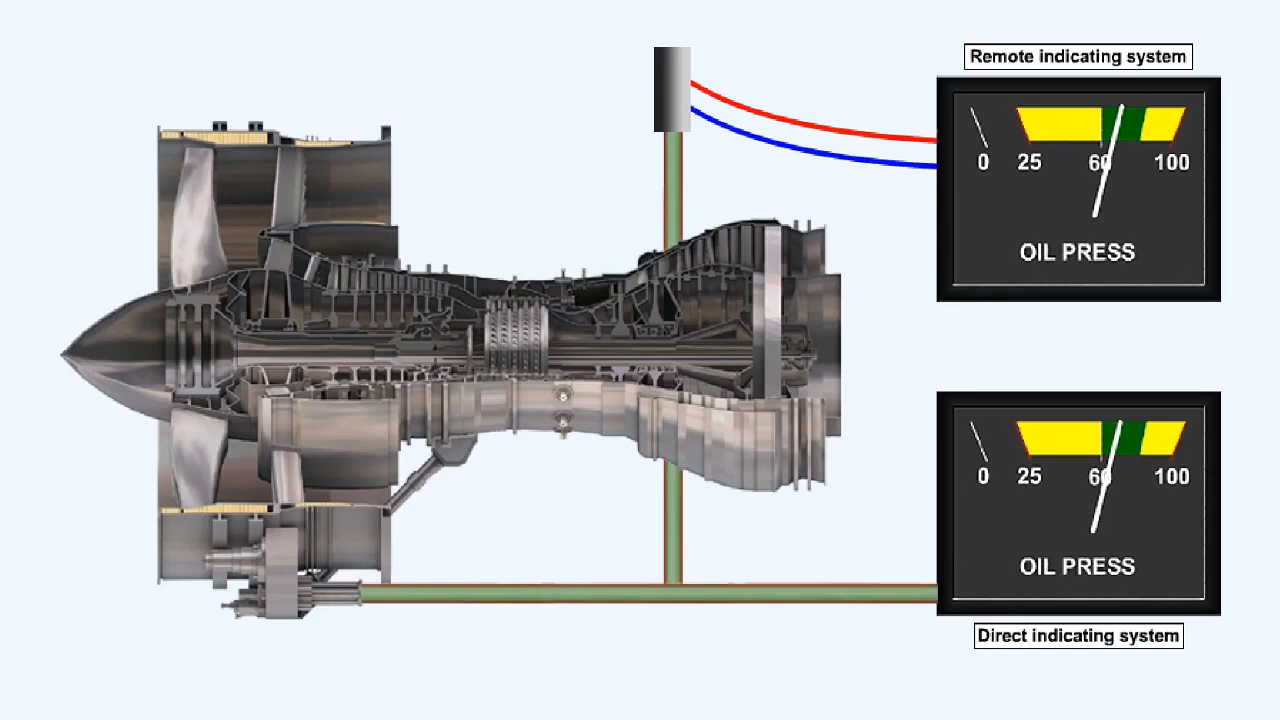 Remote indicating system
0 25 60 100
OIL PRESS
0 25 60 100
OIL PRESS
Direct indicating system